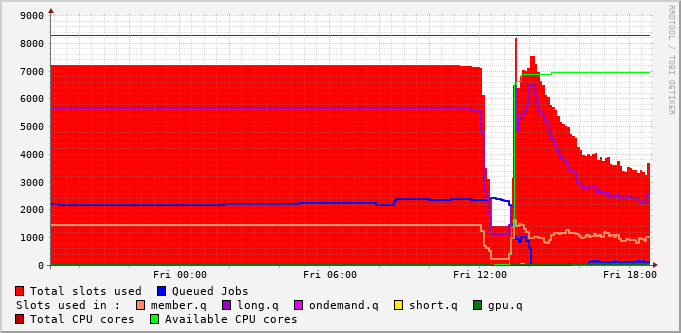 9000
8000
7000
6000
5000
4000
3000
2000
1000
0
Fri 00:00 Fri 06:00 Fri 12:00 Fri 18:00
RRDTOOL / TOBI OETIKER
Total slots used Queued Jobs
Slots used in : member.q long.q ondemand.q short.q gpu.q
Total CPU cores Available CPU cores